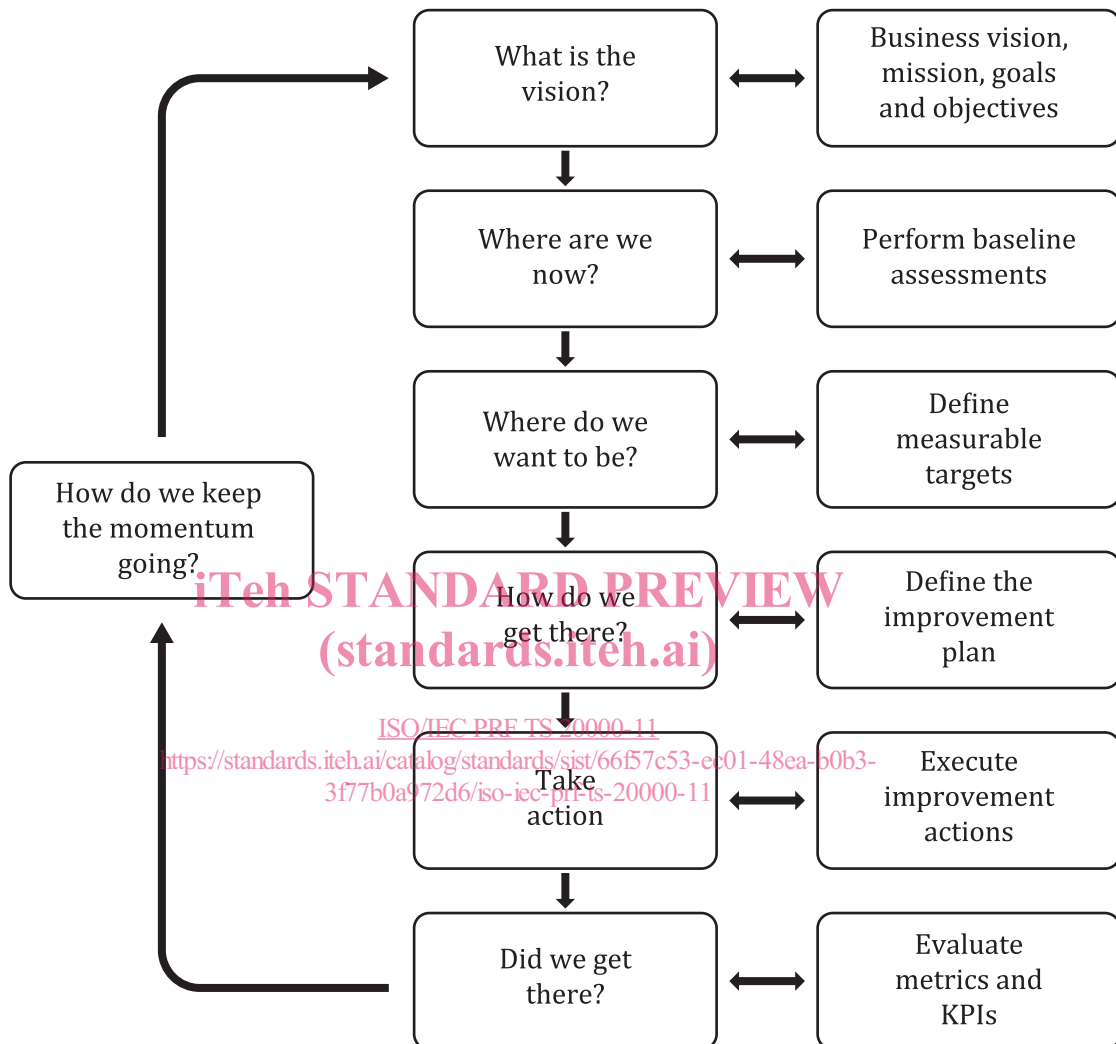 What is the
vision?
Business vision,
mission, goals
and objectives
Where are we
now?
Perform baseline
assessments
Where do we
want to be?
Define
measurable
targets
How do we keep
the momentum
going?
iTeh STANDARD PREVIEW
(standards.iteh.ai)
How do we
get there?
Define the
improvement
plan
ISO/IEC PRF TS 20000-11
https://standards.iteh.ai/catalog/standards/sist/66f57c53-ec01-48ea-b0b3-
3f77b0a972d6/iso-iec-prf-ts-20000-11
Take
action
Execute
improvement
actions
Did we get
there?
Evaluate
metrics and
KPIs